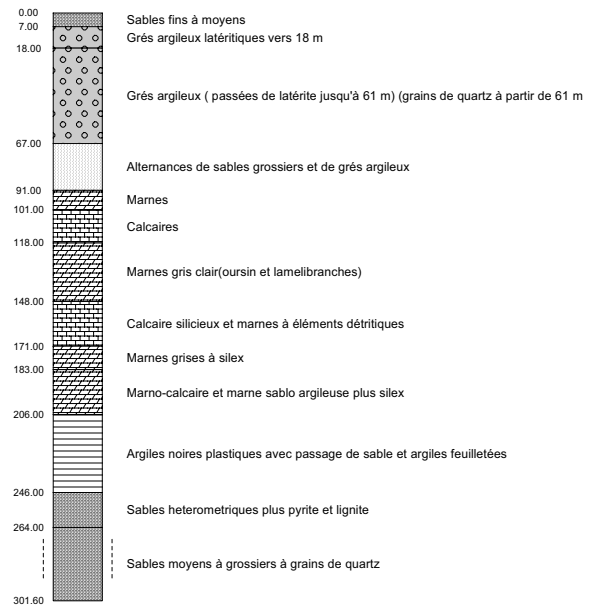 0.00
Sables fins à moyens
7.00
Grés argileux latéritiques vers 18 m
18.00
Grés argileux ( passées de latérite jusqu'à 61 m) (grains de quartz à partir de 61 m
67.00
Alternances de sables grossiers et de grés argileux
91.00
Marnes
101.00
Calcaires
118.00
Marnes gris clair(oursin et lamelibranches)
148.00
Calcaire silicieux et marnes à éléments détritiques
171.00
Marnes grises à silex
183.00
Marno-calcaire et marne sablo argileuse plus silex
206.00
Argiles noires plastiques avec passage de sable et argiles feuilletées
246.00
Sables heterometriques plus pyrite et lignite
264.00
Sables moyens à grossiers à grains de quartz
301.60